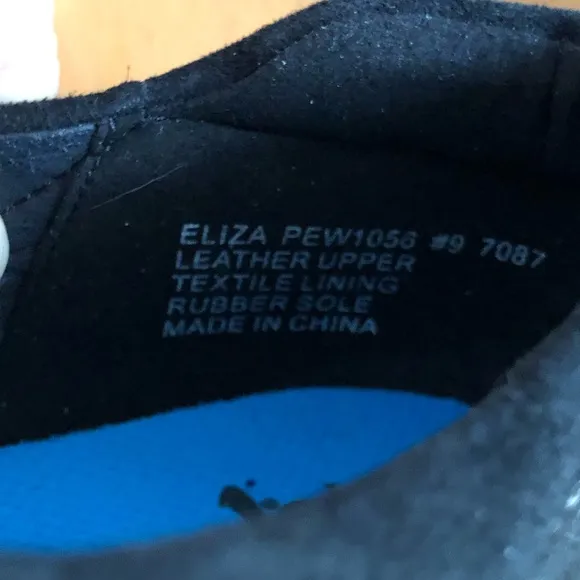 ELIZA PEW1056 #9 7087
LEATHER UPPER
TEXTILE LINING
RUBBER SOLE
MADE IN CHINA